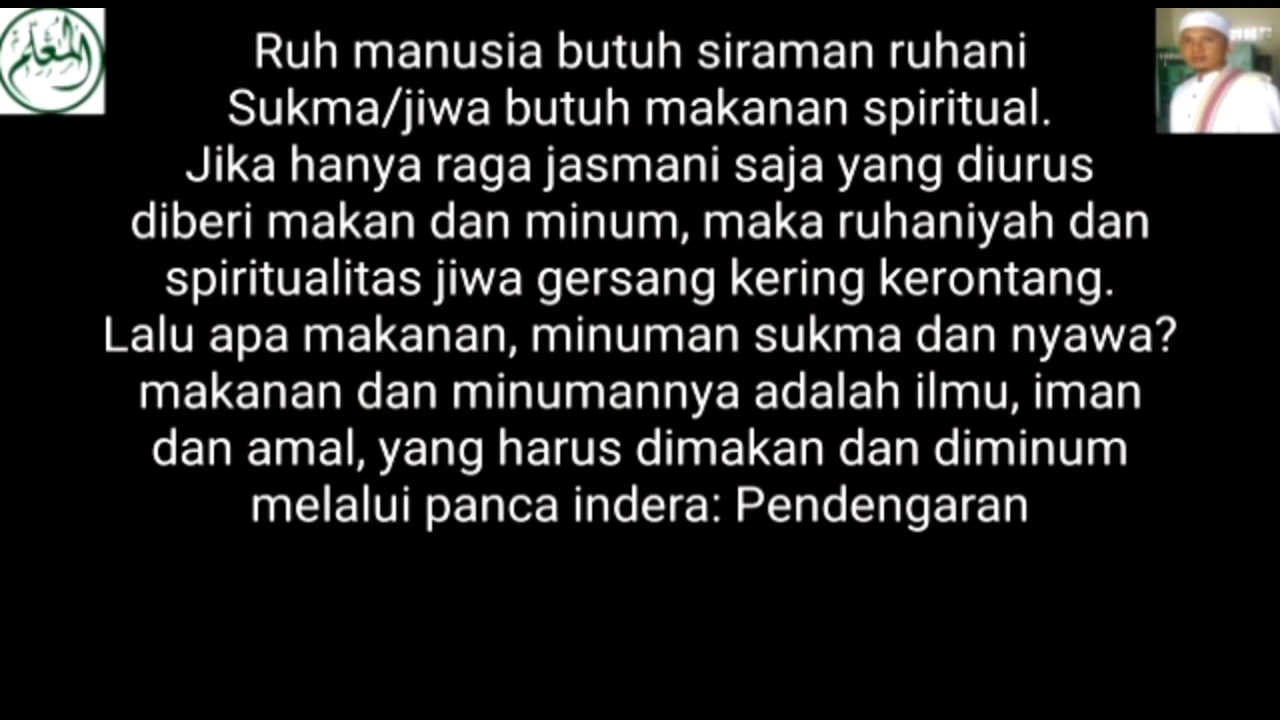 المعلم
Ruh manusia butuh siraman ruhani
Sukma/jiwa butuh makanan spiritual.
Jika hanya raga jasmani saja yang diurus
diberi makan dan minum, maka ruhaniyah dan
spiritualitas jiwa gersang kering kerontang.
Lalu apa makanan, minuman sukma dan nyawa?
makanan dan minumannya adalah ilmu, iman
dan amal, yang harus dimakan dan diminum
melalui panca indera: Pendengaran